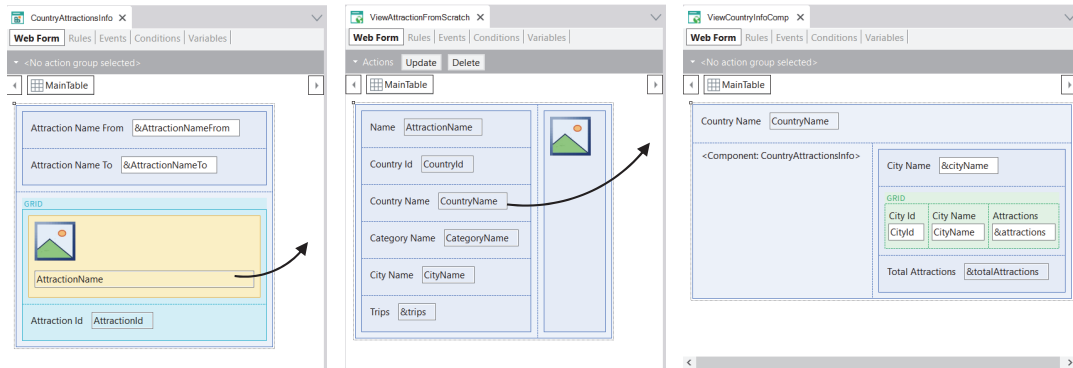 CountryAttractionsInfo
Web Form Rules Events Conditions Variables
<No action group selected>
MainTable
Attraction Name From &AttractionNameFrom
Attraction Name To &AttractionNameTo
GRID
AttractionName
Attraction Id AttractionId
ViewAttractionFromScratch
Web Form Rules Events Conditions Variables
Actions Update Delete
MainTable
Name AttractionName
Country Id CountryId
Country Name CountryName
Category Name CategoryName
City Name CityName
Trips &trips
ViewCountryInfoComp
Web Form Rules Events Conditions Variables
<No action group selected>
MainTable
Country Name CountryName
<Component: CountryAttractionsInfo>
City Name &cityName
GRID
City Id City Name Attractions
CityId CityName &attractions
Total Attractions &totalAttractions